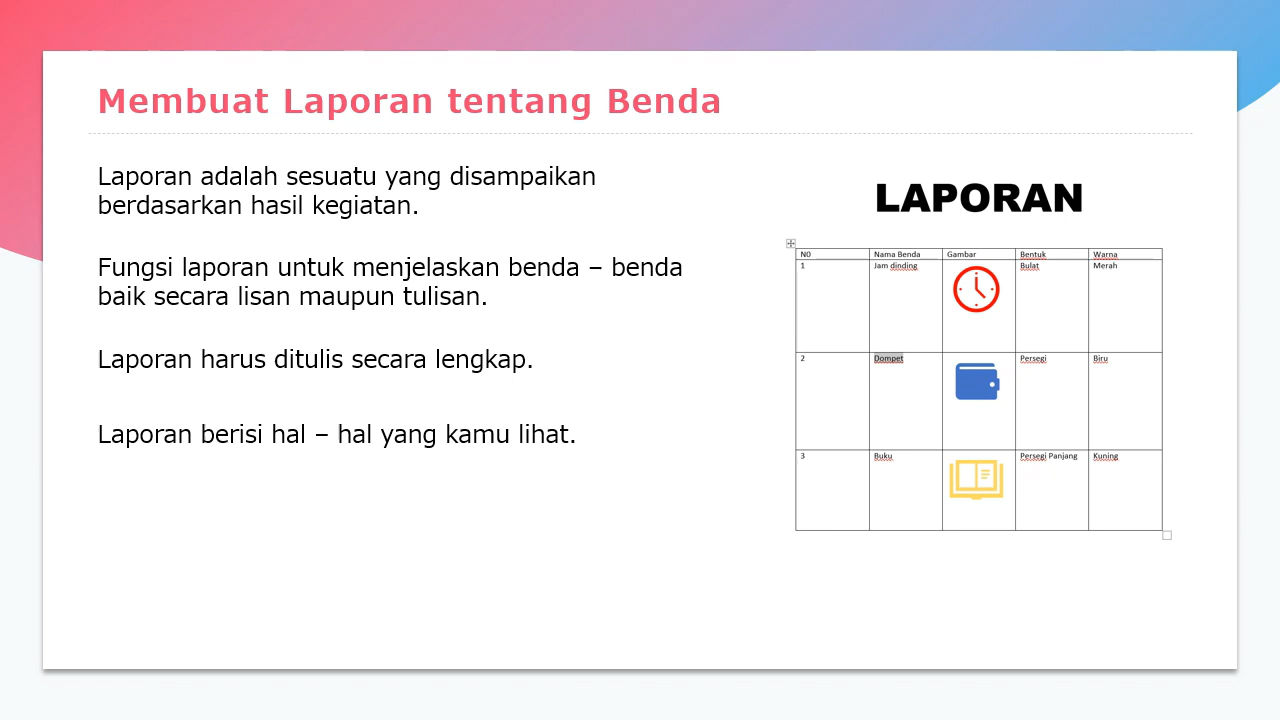 Membuat Laporan tentang Benda
Laporan adalah sesuatu yang disampaikan
berdasarkan hasil kegiatan.
Fungsi laporan untuk menjelaskan benda – benda
baik secara lisan maupun tulisan.
Laporan harus ditulis secara lengkap.
Laporan berisi hal – hal yang kamu lihat.
LAPORAN
N0 Nama Benda Gambar Bentuk Warna
1 Jam dinding Bulat Merah
2 Dompet Persegi Biru
3 Buku Persegi Panjang Kuning